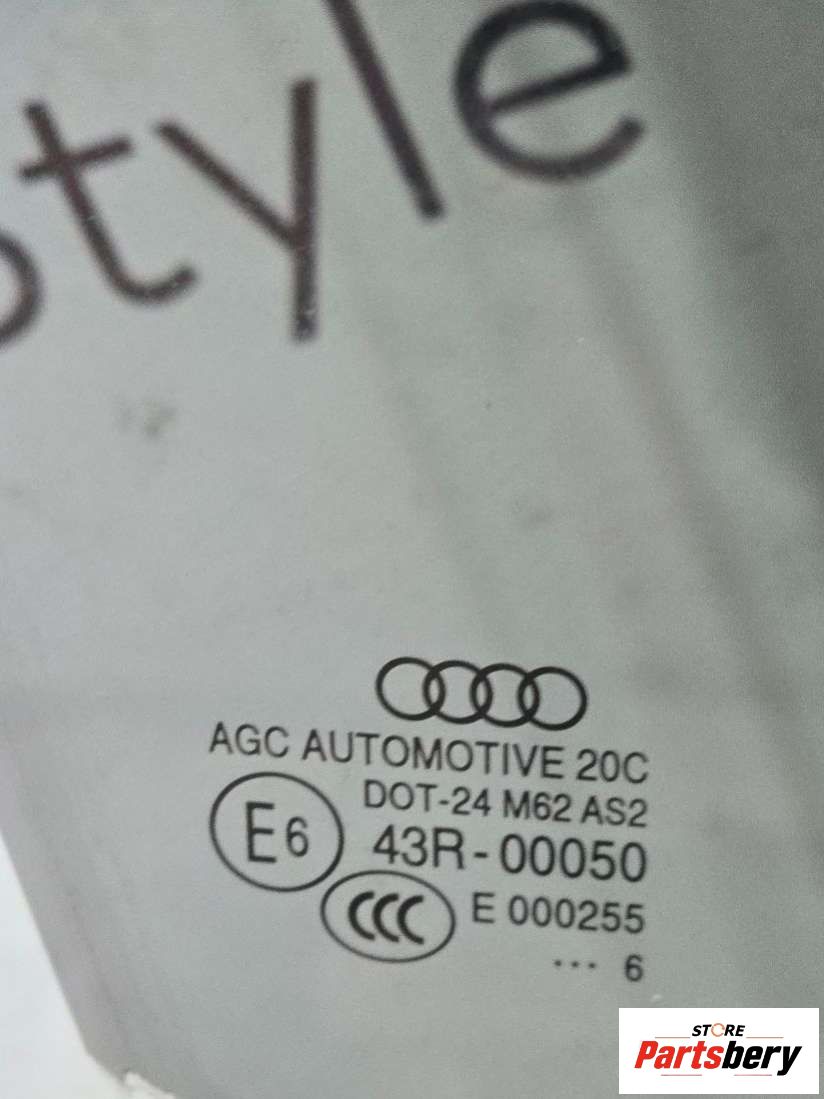 style
AGC AUTOMOTIVE 20C
DOT-24 M62 AS2
E6 43R-00050
CCC E 000255
... 6
STORE
Partsbery